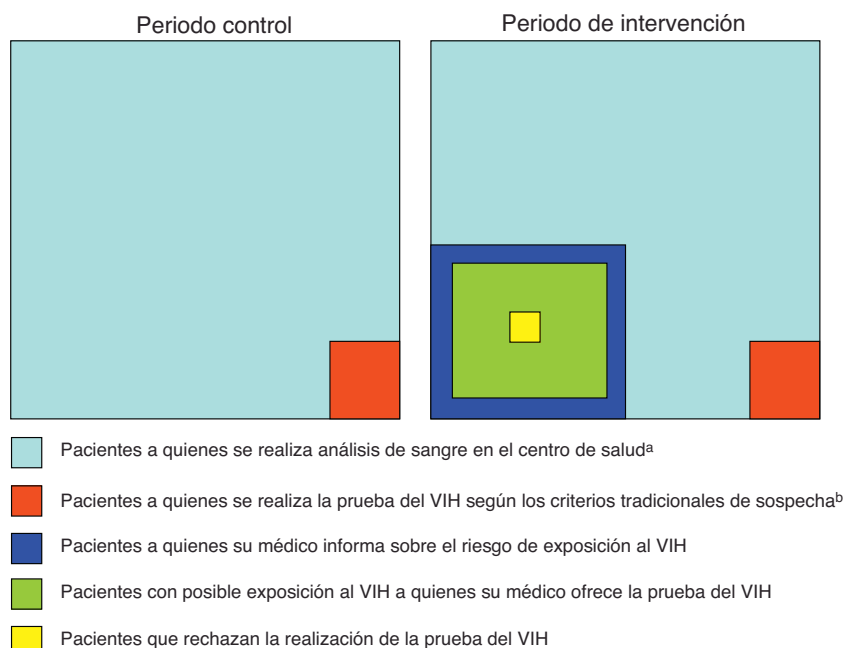 Periodo control
Periodo de intervención
Pacientes a quienes se realiza análisis de sangre en el centro de saludᵃ
Pacientes a quienes se realiza la prueba del VIH según los criterios tradicionales de sospechaᵇ
Pacientes a quienes su médico informa sobre el riesgo de exposición al VIH
Pacientes con posible exposición al VIH a quienes su médico ofrece la prueba del VIH
Pacientes que rechazan la realización de la prueba del VIH